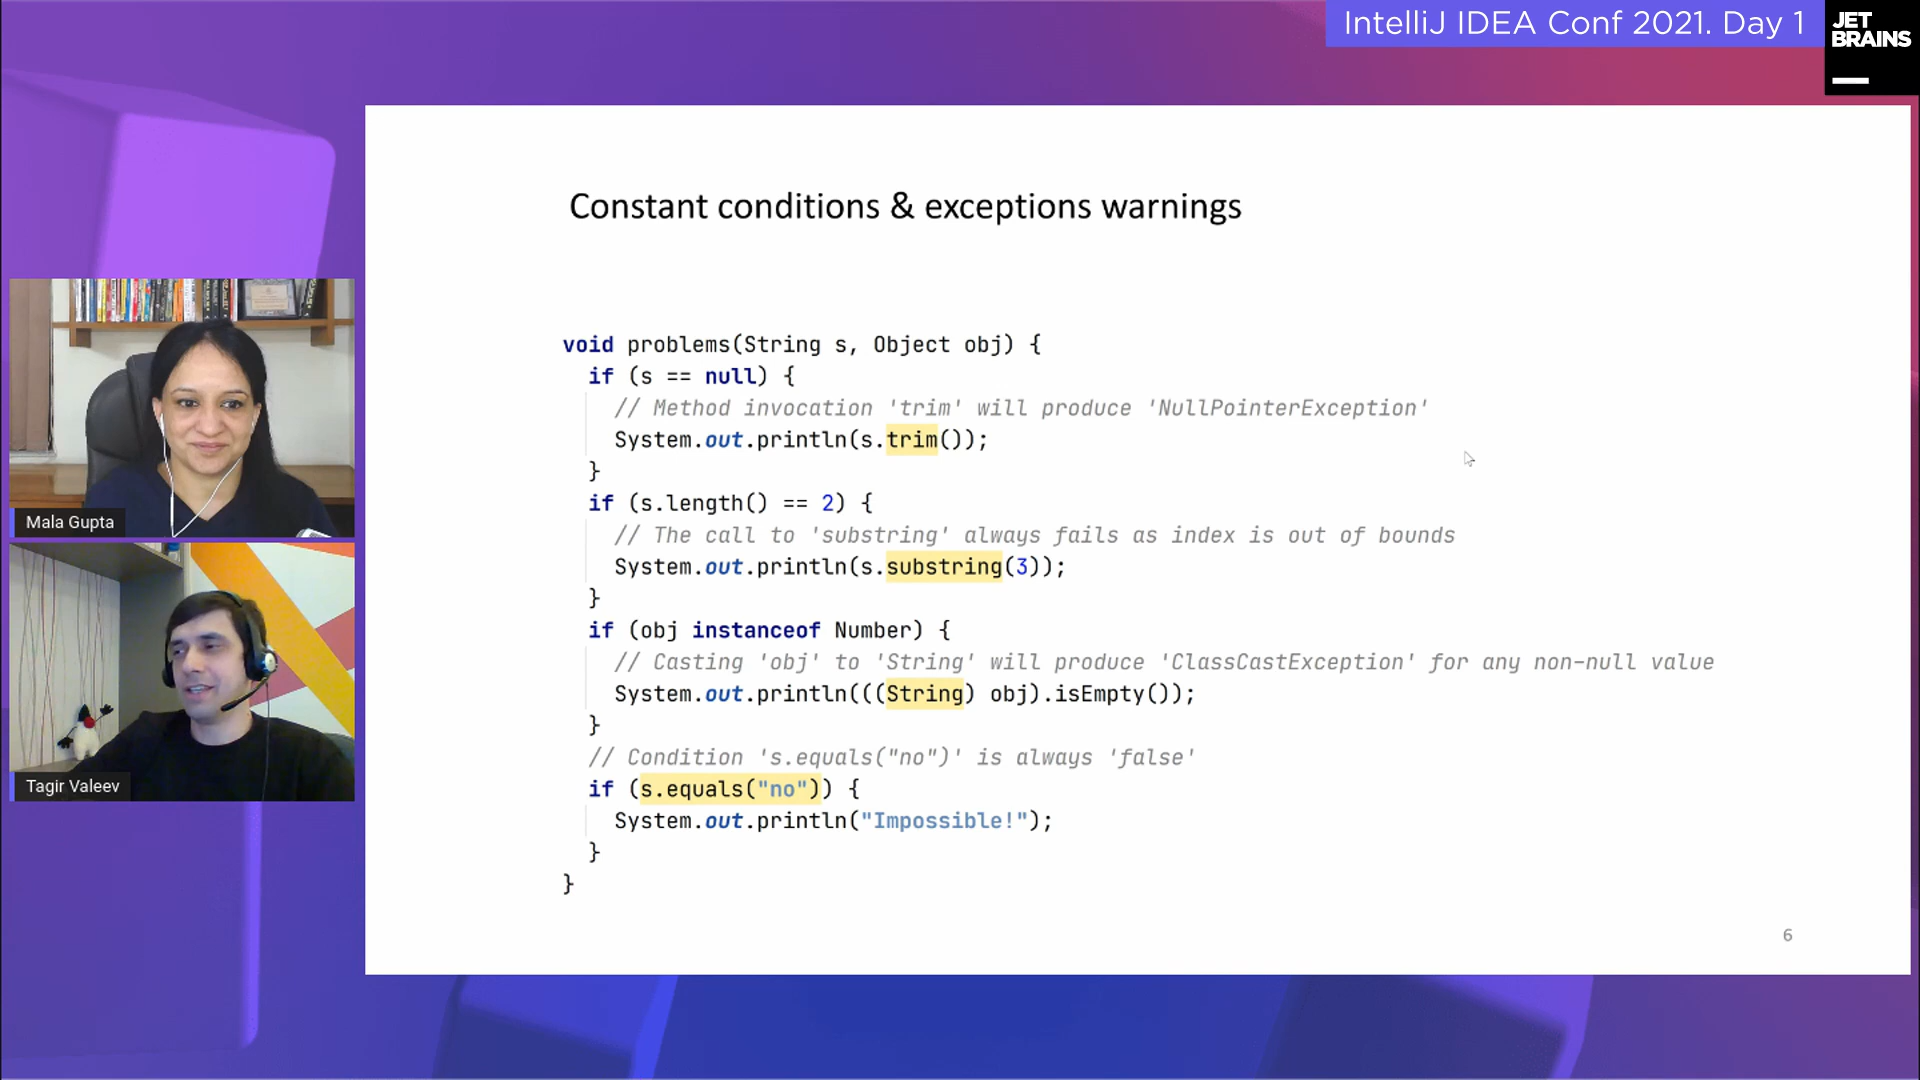 IntelliJ IDEA Conf 2021. Day 1
JET
BRAINS
Constant conditions & exceptions warnings
void problems(String s, Object obj) {
if (s == null) {
// Method invocation 'trim' will produce 'NullPointerException'
System.out.println(s.trim());
}
if (s.length() == 2) {
// The call to 'substring' always fails as index is out of bounds
System.out.println(s.substring(3));
}
if (obj instanceof Number) {
// Casting 'obj' to 'String' will produce 'ClassCastException' for any non-null value
System.out.println(((String) obj).isEmpty());
}
// Condition 's.equals("no")' is always 'false'
if (s.equals("no")) {
System.out.println("Impossible!");
}
}
6
Mala Gupta
Tagir Valeev